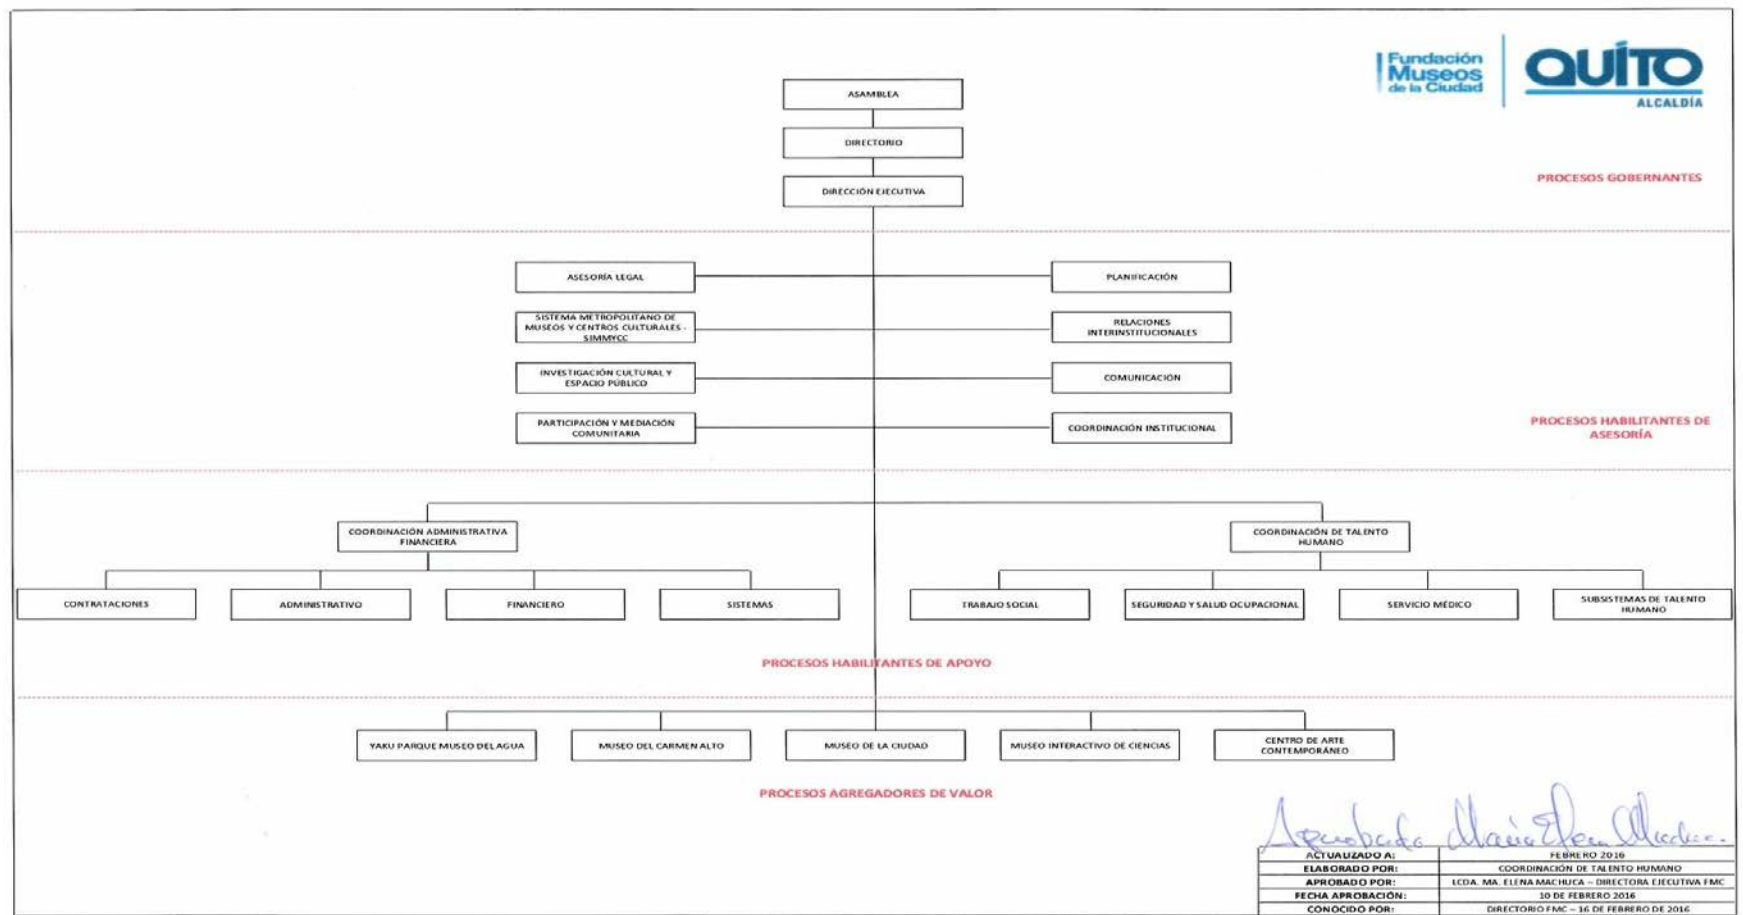 Fundación
Museos
de la Ciudad
QUITO
ALCALDÍA
ASAMBLEA
DIRECTORIO
DIRECCIÓN EJECUTIVA
PROCESOS GOBERNANTES
ASESORÍA LEGAL
PLANIFICACIÓN
SISTEMA METROPOLITANO DE
MUSEOS Y CENTROS CULTURALES -
SIMMYCC
RELACIONES
INTERINSTITUCIONALES
INVESTIGACIÓN CULTURAL Y
ESPACIO PÚBLICO
COMUNICACIÓN
PARTICIPACIÓN Y MEDIACIÓN
COMUNITARIA
COORDINACIÓN INSTITUCIONAL
PROCESOS HABILITANTES DE
ASESORÍA
COORDINACIÓN ADMINISTRATIVA
FINANCIERA
COORDINACIÓN DE TALENTO
HUMANO
CONTRATACIONES
ADMINISTRATIVO
FINANCIERO
SISTEMAS
TRABAJO SOCIAL
SEGURIDAD Y SALUD OCUPACIONAL
SERVICIO MÉDICO
SUBSISTEMAS DE TALENTO
HUMANO
PROCESOS HABILITANTES DE APOYO
YAKU PARQUE MUSEO DEL AGUA
MUSEO DEL CARMEN ALTO
MUSEO DE LA CIUDAD
MUSEO INTERACTIVO DE CIENCIAS
CENTRO DE ARTE
CONTEMPORÁNEO
PROCESOS AGREGADORES DE VALOR
Aprobado María Elena Machuca
ACTUALIZADO A: FEBRERO 2016
ELABORADO POR: COORDINACIÓN DE TALENTO HUMANO
APROBADO POR: LCDA. MA. ELENA MACHUCA – DIRECTORA EJECUTIVA FMC
FECHA APROBACIÓN: 10 DE FEBRERO 2016
CONOCIDO POR: DIRECTORIO FMC – 16 DE FEBRERO DE 2016